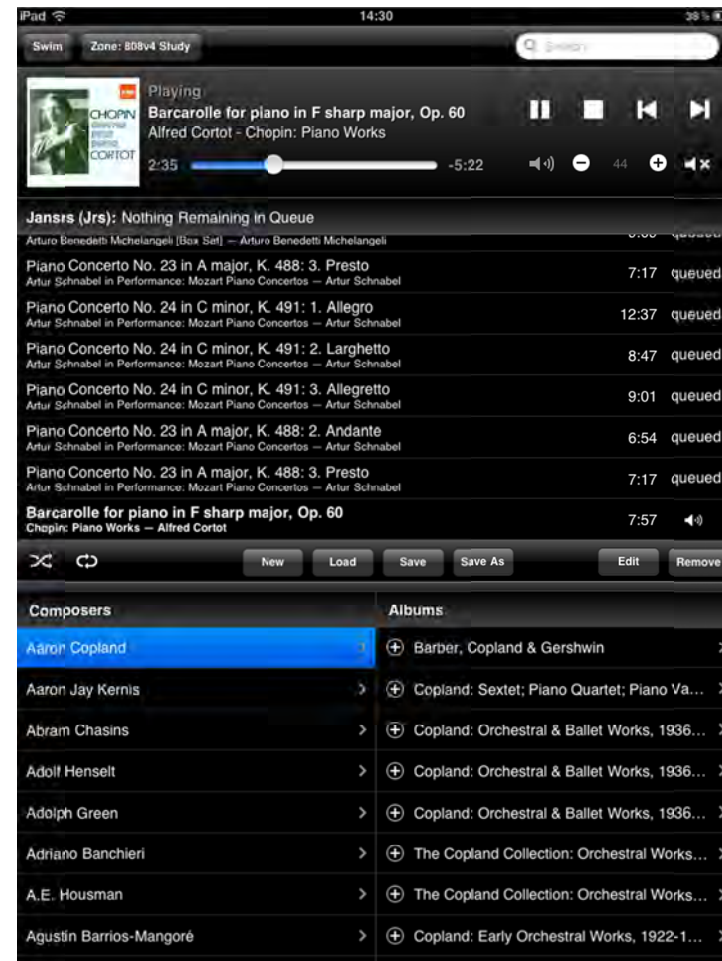 iPad 14:30 38%
Swim Zone: 808v4 Study Search
CHOPIN
CORTOT
Playing
Barcarolle for piano in F sharp major, Op. 60
Alfred Cortot - Chopin: Piano Works
2:35 -5:22 44
Jansrs (Jrs): Nothing Remaining in Queue
Arturo Benedetti Michelangeli [Box Set] — Arturo Benedetti Michelangeli
Piano Concerto No. 23 in A major, K. 488: 3. Presto 7:17 queued
Artur Schnabel in Performance: Mozart Piano Concertos — Artur Schnabel
Piano Concerto No. 24 in C minor, K. 491: 1. Allegro 12:37 queued
Artur Schnabel in Performance: Mozart Piano Concertos — Artur Schnabel
Piano Concerto No. 24 in C minor, K. 491: 2. Larghetto 8:47 queued
Artur Schnabel in Performance: Mozart Piano Concertos — Artur Schnabel
Piano Concerto No. 24 in C minor, K. 491: 3. Allegretto 9:01 queued
Artur Schnabel in Performance: Mozart Piano Concertos — Artur Schnabel
Piano Concerto No. 23 in A major, K. 488: 2. Andante 6:54 queued
Artur Schnabel in Performance: Mozart Piano Concertos — Artur Schnabel
Piano Concerto No. 23 in A major, K. 488: 3. Presto 7:17 queued
Artur Schnabel in Performance: Mozart Piano Concertos — Artur Schnabel
Barcarolle for piano in F sharp major, Op. 60 7:57
Chopin: Piano Works — Alfred Cortot
New Load Save Save As Edit Remove
Composers Albums
Aaron Copland Barber, Copland & Gershwin
Aaron Jay Kernis Copland: Sextet; Piano Quartet; Piano Va...
Abram Chasins Copland: Orchestral & Ballet Works, 1936...
Adolf Henselt Copland: Orchestral & Ballet Works, 1936...
Adolph Green Copland: Orchestral & Ballet Works, 1936...
Adriano Banchieri The Copland Collection: Orchestral Works...
A.E. Housman The Copland Collection: Orchestral Works...
Agustín Barrios-Mangoré Copland: Early Orchestral Works, 1922-1...